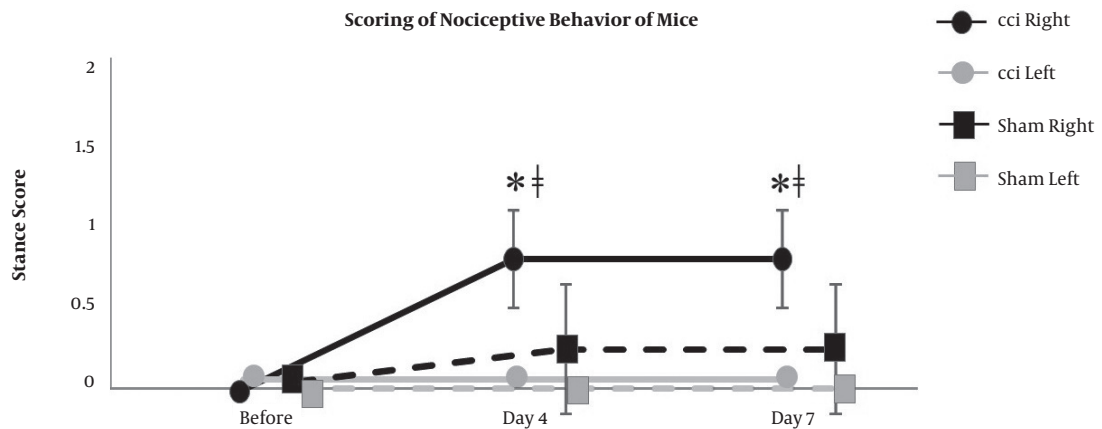 Scoring of Nociceptive Behavior of Mice
cci Right
cci Left
Sham Right
Sham Left
Stance Score
2
1.5
1
0.5
0
*ǂ
*ǂ
Before
Day 4
Day 7